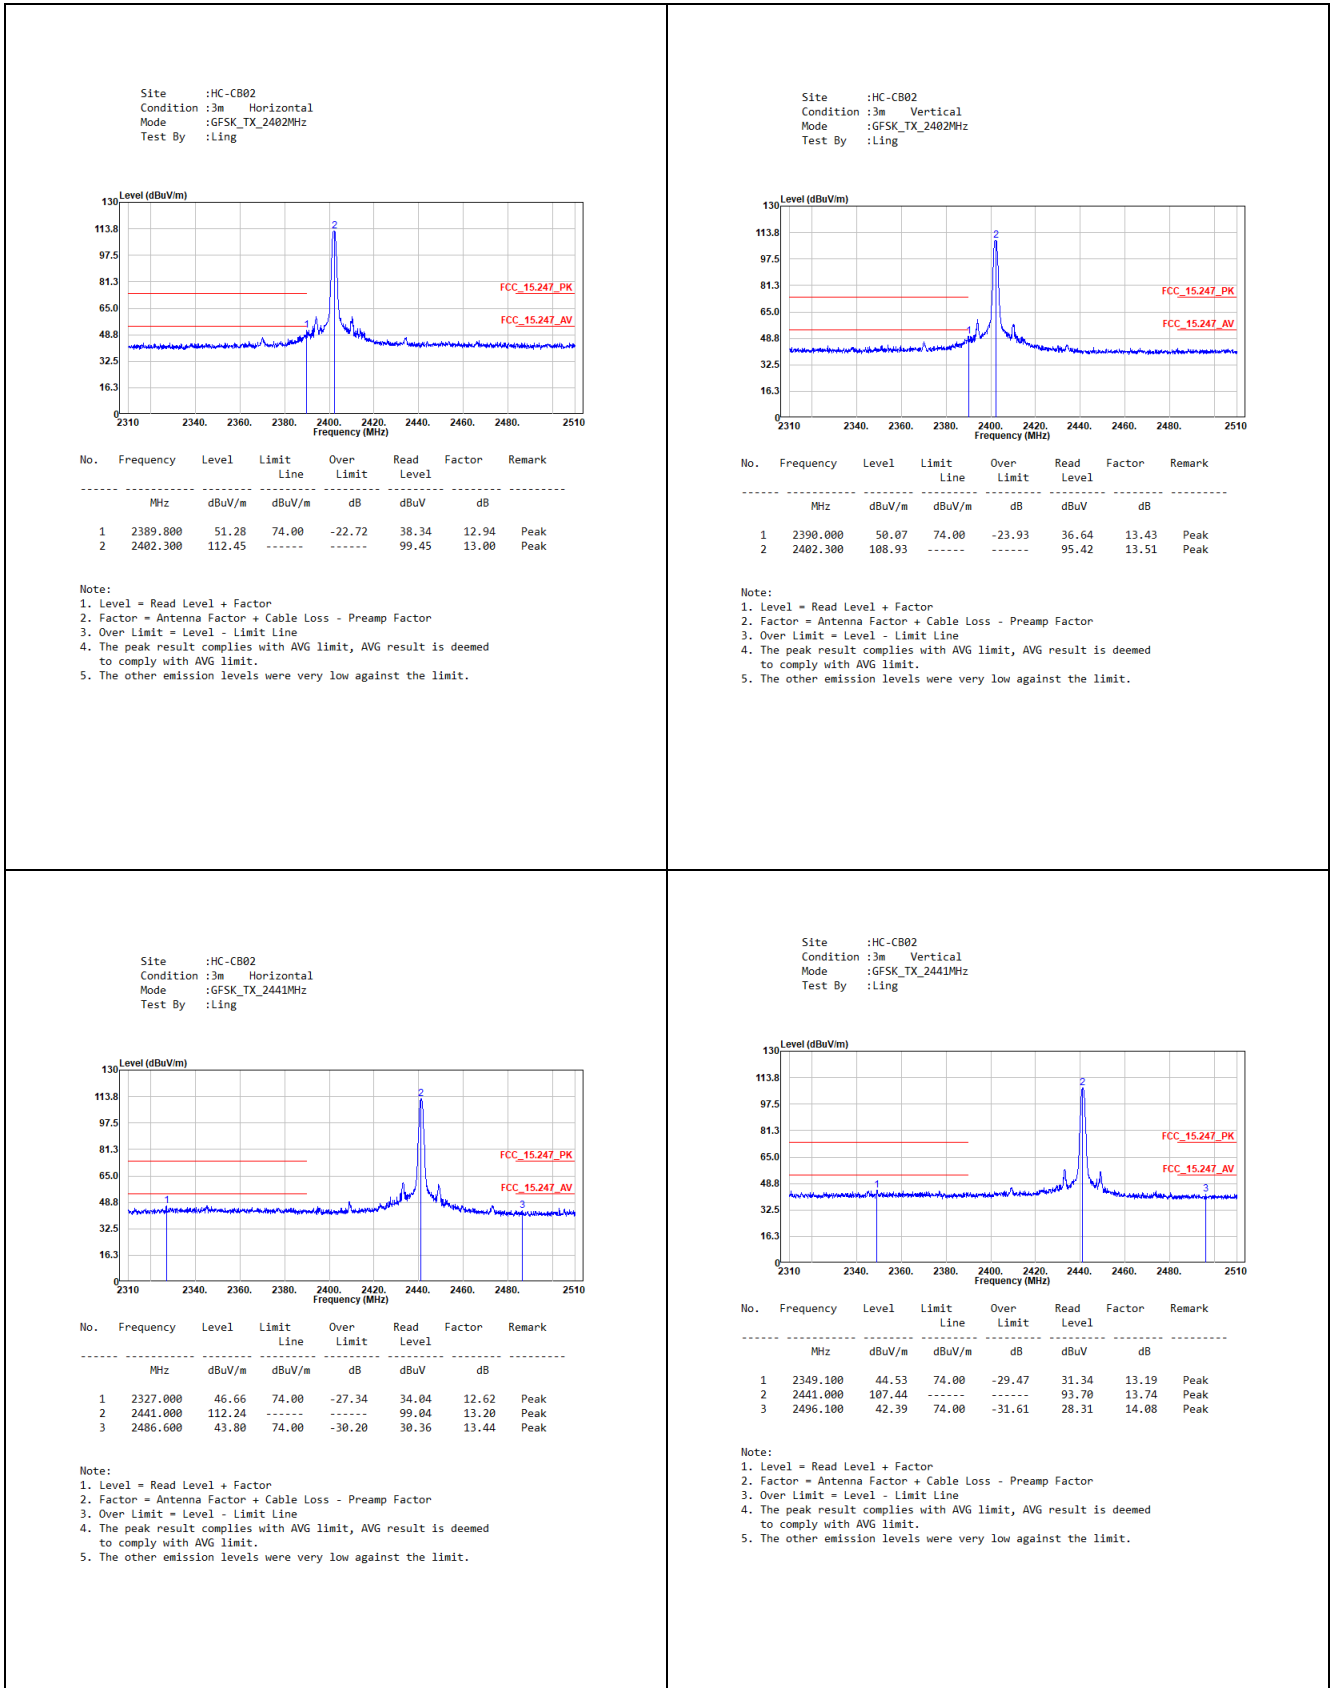 Site      :HC-CB02
Condition :3m    Horizontal
Mode      :GFSK_TX_2402MHz
Test By   :Ling
Level (dBuV/m)
130
113.8
97.5
81.3
65.0
48.8
32.5
16.3
0
FCC_15.247_PK
FCC_15.247_AV
1
2
2310 2340. 2360. 2380. 2400. 2420. 2440. 2460. 2480. 2510
Frequency (MHz)
No. Frequency Level Limit Over Read Factor Remark
Line Limit Level
------ ----------- -------- --------- --------- -------- -------- ---------
MHz dBuV/m dBuV/m dB dBuV dB
1 2389.800 51.28 74.00 -22.72 38.34 12.94 Peak
2 2402.300 112.45 ------ ------ 99.45 13.00 Peak
Note:
1. Level = Read Level + Factor
2. Factor = Antenna Factor + Cable Loss - Preamp Factor
3. Over Limit = Level - Limit Line
4. The peak result complies with AVG limit, AVG result is deemed
to comply with AVG limit.
5. The other emission levels were very low against the limit.
Site      :HC-CB02
Condition :3m    Vertical
Mode      :GFSK_TX_2402MHz
Test By   :Ling
Level (dBuV/m)
130
113.8
97.5
81.3
65.0
48.8
32.5
16.3
0
FCC_15.247_PK
FCC_15.247_AV
1
2
2310 2340. 2360. 2380. 2400. 2420. 2440. 2460. 2480. 2510
Frequency (MHz)
No. Frequency Level Limit Over Read Factor Remark
Line Limit Level
------ ----------- -------- --------- --------- -------- -------- ---------
MHz dBuV/m dBuV/m dB dBuV dB
1 2390.000 50.07 74.00 -23.93 36.64 13.43 Peak
2 2402.300 108.93 ------ ------ 95.42 13.51 Peak
Note:
1. Level = Read Level + Factor
2. Factor = Antenna Factor + Cable Loss - Preamp Factor
3. Over Limit = Level - Limit Line
4. The peak result complies with AVG limit, AVG result is deemed
to comply with AVG limit.
5. The other emission levels were very low against the limit.
Site      :HC-CB02
Condition :3m    Horizontal
Mode      :GFSK_TX_2441MHz
Test By   :Ling
Level (dBuV/m)
130
113.8
97.5
81.3
65.0
48.8
32.5
16.3
0
FCC_15.247_PK
FCC_15.247_AV
1
2
3
2310 2340. 2360. 2380. 2400. 2420. 2440. 2460. 2480. 2510
Frequency (MHz)
No. Frequency Level Limit Over Read Factor Remark
Line Limit Level
------ ----------- -------- --------- --------- -------- -------- ---------
MHz dBuV/m dBuV/m dB dBuV dB
1 2327.000 46.66 74.00 -27.34 34.04 12.62 Peak
2 2441.000 112.24 ------ ------ 99.04 13.20 Peak
3 2486.600 43.80 74.00 -30.20 30.36 13.44 Peak
Note:
1. Level = Read Level + Factor
2. Factor = Antenna Factor + Cable Loss - Preamp Factor
3. Over Limit = Level - Limit Line
4. The peak result complies with AVG limit, AVG result is deemed
to comply with AVG limit.
5. The other emission levels were very low against the limit.
Site      :HC-CB02
Condition :3m    Vertical
Mode      :GFSK_TX_2441MHz
Test By   :Ling
Level (dBuV/m)
130
113.8
97.5
81.3
65.0
48.8
32.5
16.3
0
FCC_15.247_PK
FCC_15.247_AV
1
2
3
2310 2340. 2360. 2380. 2400. 2420. 2440. 2460. 2480. 2510
Frequency (MHz)
No. Frequency Level Limit Over Read Factor Remark
Line Limit Level
------ ----------- -------- --------- --------- -------- -------- ---------
MHz dBuV/m dBuV/m dB dBuV dB
1 2349.100 44.53 74.00 -29.47 31.34 13.19 Peak
2 2441.000 107.44 ------ ------ 93.70 13.74 Peak
3 2496.100 42.39 74.00 -31.61 28.31 14.08 Peak
Note:
1. Level = Read Level + Factor
2. Factor = Antenna Factor + Cable Loss - Preamp Factor
3. Over Limit = Level - Limit Line
4. The peak result complies with AVG limit, AVG result is deemed
to comply with AVG limit.
5. The other emission levels were very low against the limit.